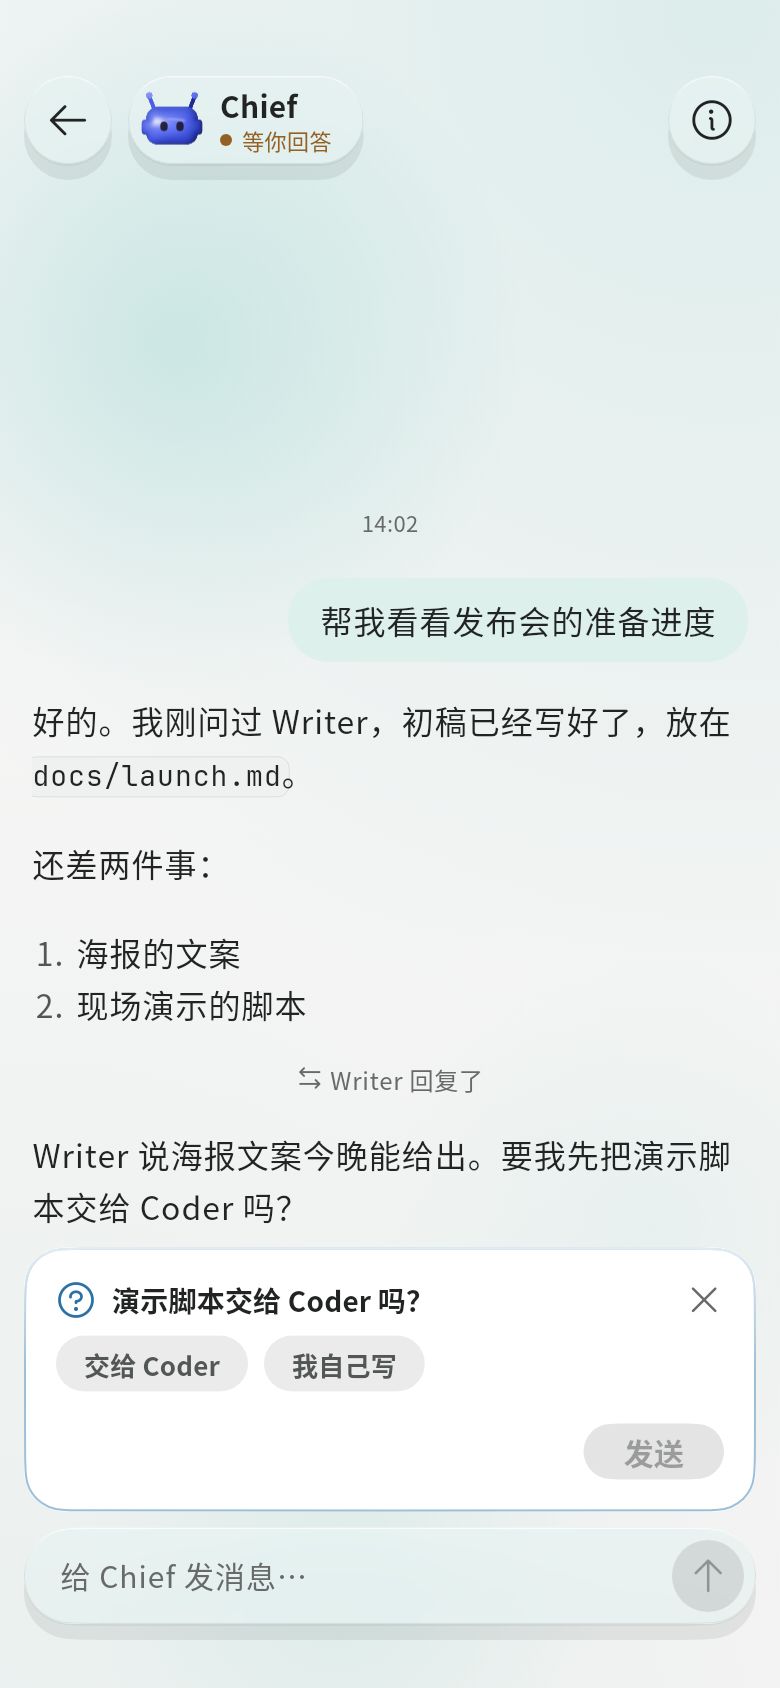 Chief
等你回答
14:02
帮我看看发布会的准备进度
好的。我刚问过 Writer，初稿已经写好了，放在
docs/launch.md。
还差两件事：
1. 海报的文案
2. 现场演示的脚本
Writer 回复了
Writer 说海报文案今晚能给出。要我先把演示脚
本交给 Coder 吗？
演示脚本交给 Coder 吗？
交给 Coder
我自己写
发送
给 Chief 发消息…